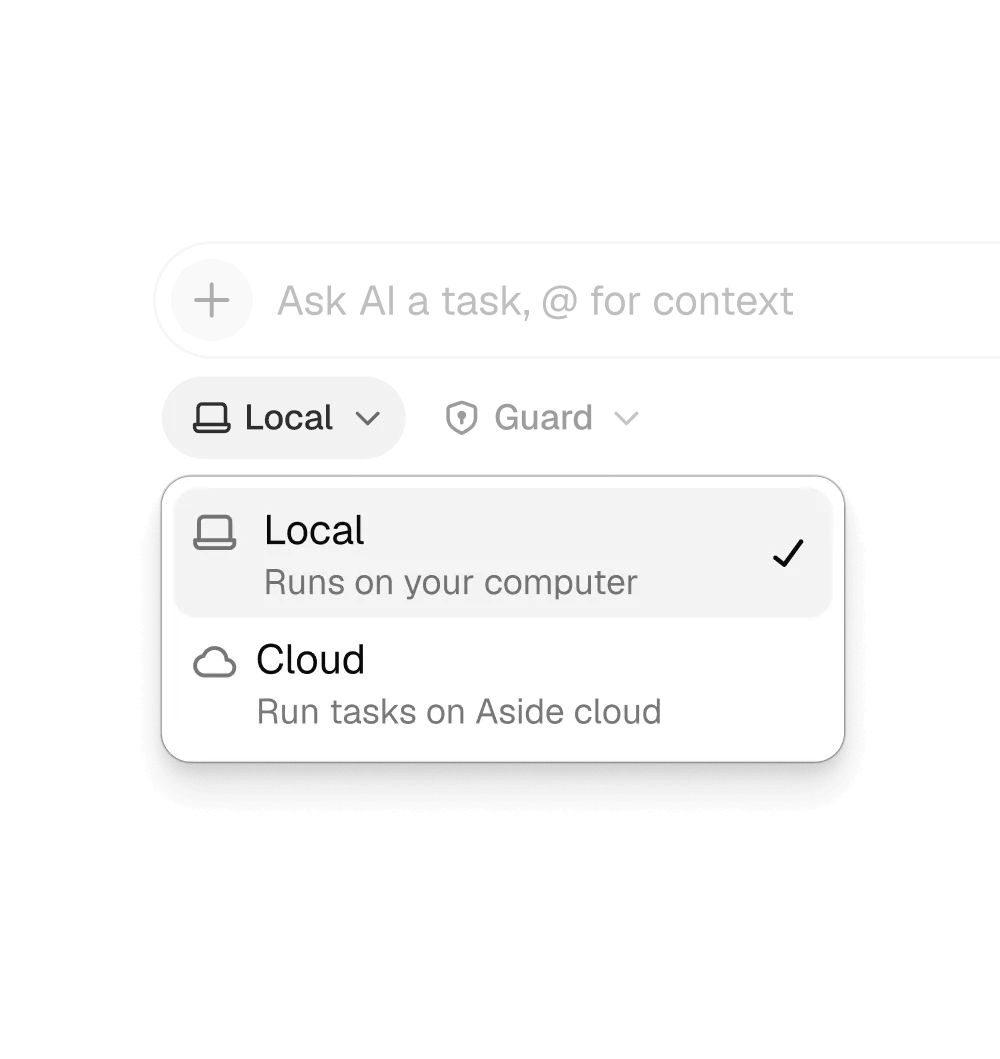 Ask AI a task, @ for context
Local Guard
Local
Runs on your computer
Cloud
Run tasks on Aside cloud